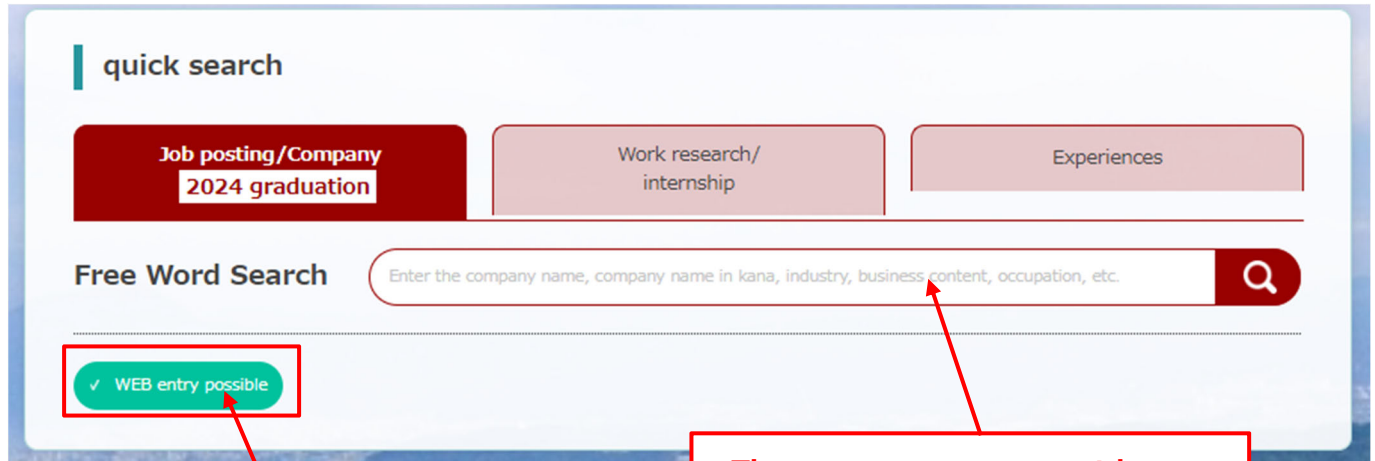 quick search
Job posting/Company
2024 graduation
Work research/
internship
Experiences
Free Word Search
Enter the company name, company name in kana, industry, business content, occupation, etc.
✓ WEB entry possible